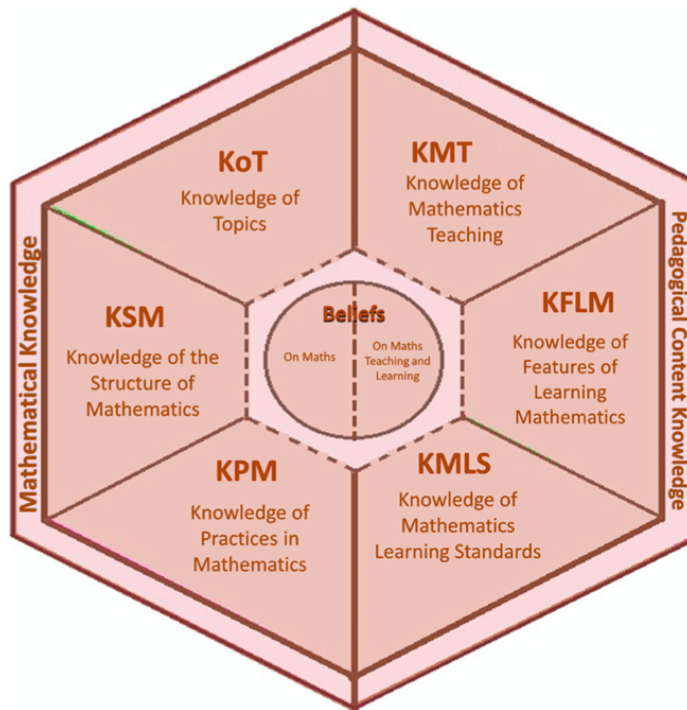 KoT
Knowledge of
Topics
KMT
Knowledge of
Mathematics
Teaching
Mathematical Knowledge
KSM
Knowledge of the
Structure of
Mathematics
Beliefs
On Maths
On Maths
Teaching and
Learning
KFLM
Knowledge of
Features of
Learning
Mathematics
Pedagogical Content Knowledge
KPM
Knowledge of
Practices in
Mathematics
KMLS
Knowledge of
Mathematics
Learning Standards